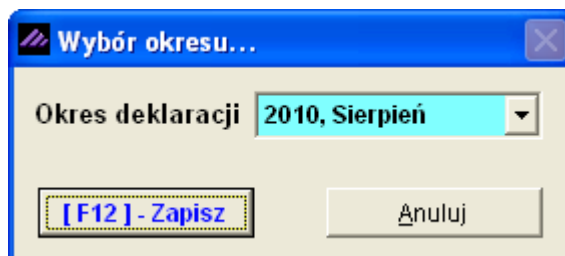 Wybór okresu...
Okres deklaracji 2010, Sierpień
[ F12 ] - Zapisz Anuluj